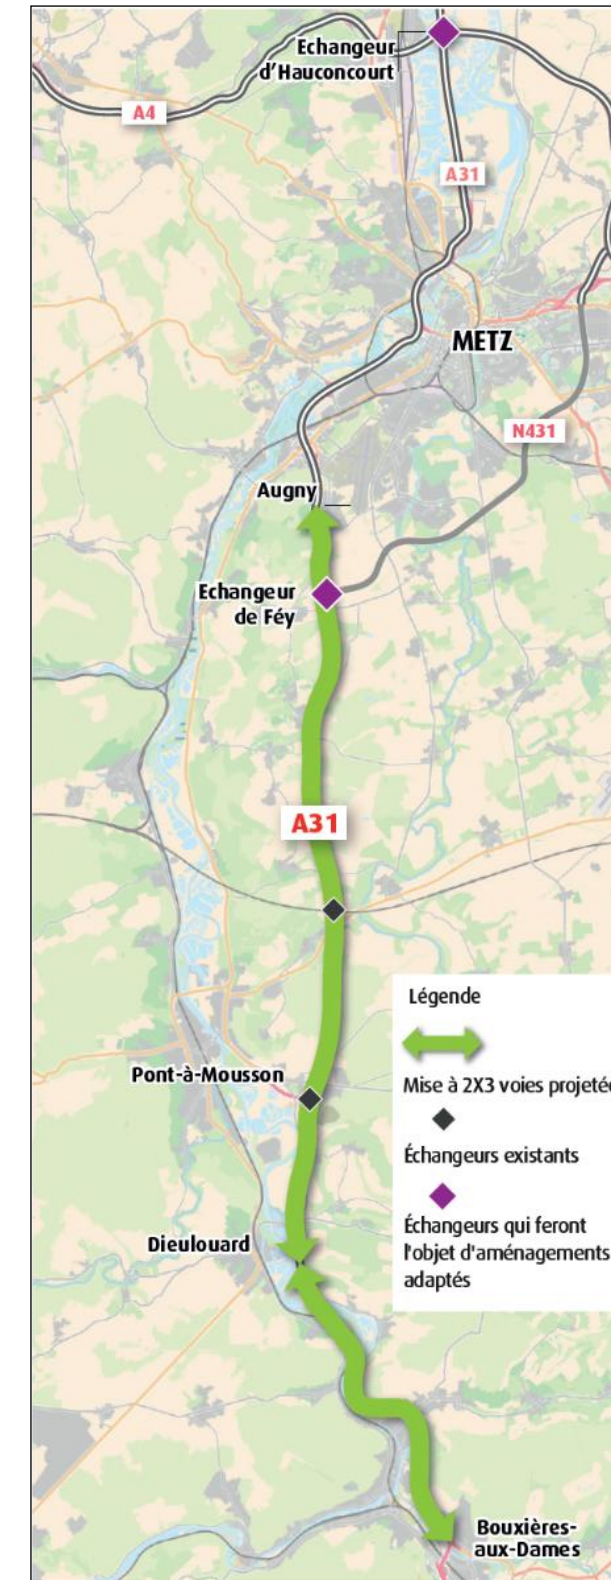 Echangeur
d'Hauconcourt
A4
A31
METZ
N431
Augny
Echangeur
de Féy
A31
Légende
Mise à 2X3 voies projetée
Échangeurs existants
Échangeurs qui feront
l'objet d'aménagements
adaptés
Pont-à-Mousson
Dieulouard
Bouxières-
aux-Dames